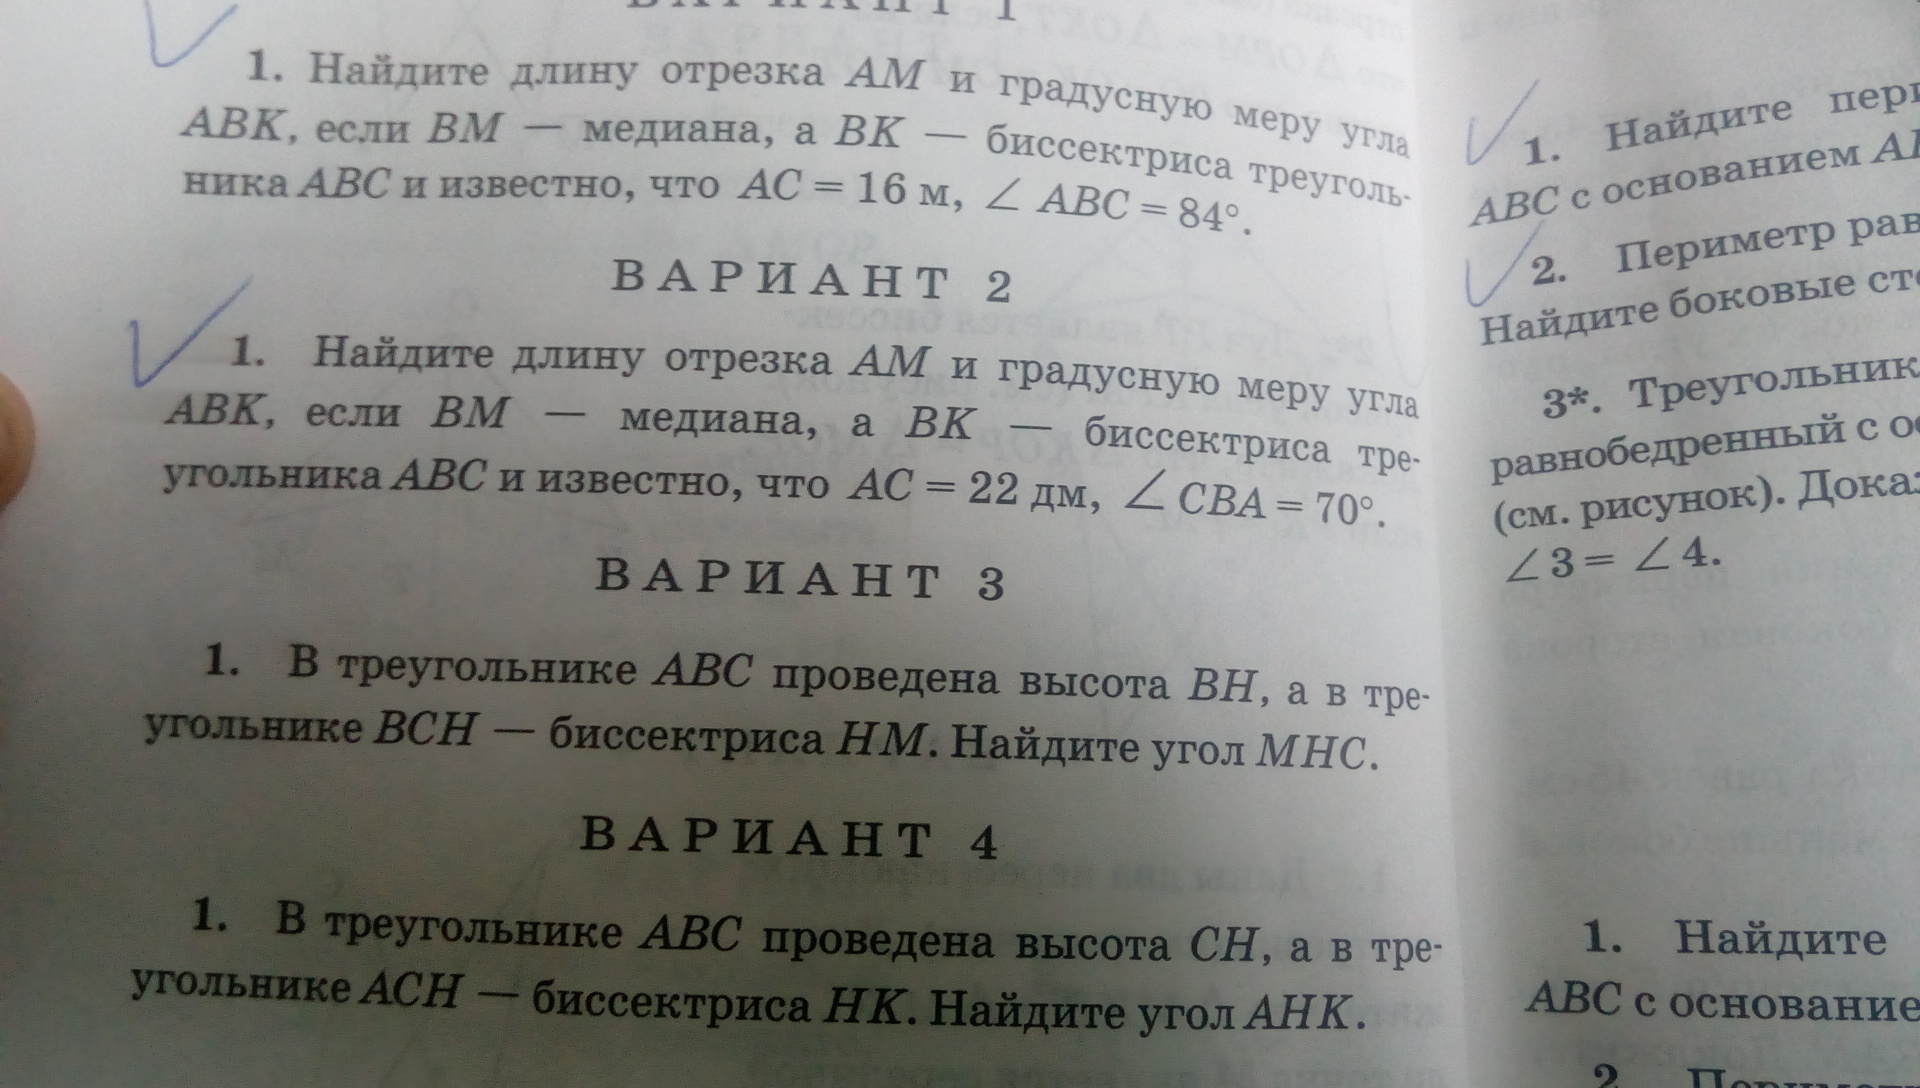 1. Найдите длину отрезка AM и градусную меру угла
ABK, если BM — медиана, а BK — биссектриса треуголь-
ника ABC и известно, что AC = 16 м, ∠ ABC = 84°.
ВАРИАНТ 2
1. Найдите длину отрезка AM и градусную меру угла
ABK, если BM — медиана, а BK — биссектриса тре-
угольника ABC и известно, что AC = 22 дм, ∠ CBA = 70°.
ВАРИАНТ 3
1. В треугольнике ABC проведена высота BH, а в тре-
угольнике BCH — биссектриса HM. Найдите угол MHC.
ВАРИАНТ 4
1. В треугольнике ABC проведена высота CH, а в тре-
угольнике ACH — биссектриса HK. Найдите угол AHK.
1. Найдите
ABC с основанием
2. Периметр
Найдите боковые
3*. Треугольник
равнобедренный с
(см. рисунок).
∠3 = ∠4.
1. Найдите
ABC с
2.